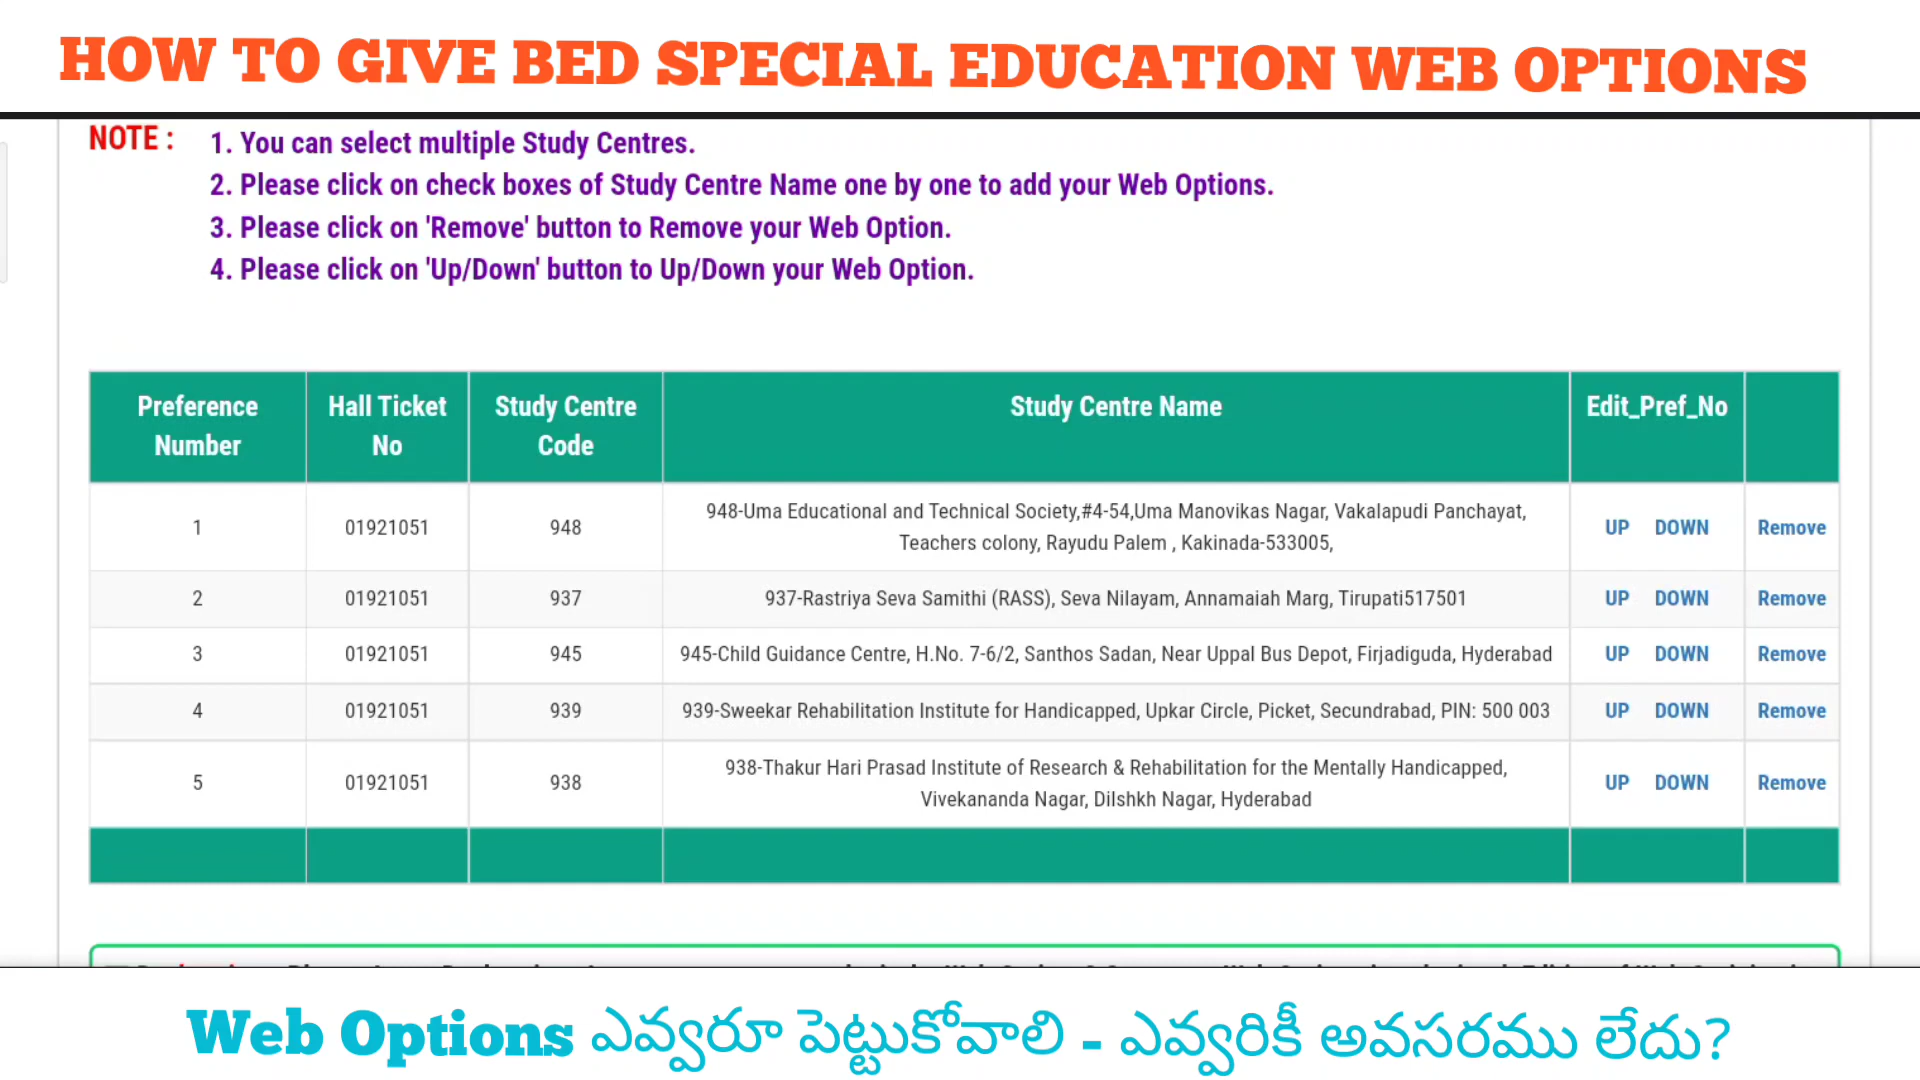 HOW TO GIVE BED SPECIAL EDUCATION WEB OPTIONS
NOTE :
1. You can select multiple Study Centres.
2. Please click on check boxes of Study Centre Name one by one to add your Web Options.
3. Please click on 'Remove' button to Remove your Web Option.
4. Please click on 'Up/Down' button to Up/Down your Web Option.
Preference Number Hall Ticket No Study Centre Code Study Centre Name Edit_Pref_No
1 01921051 948 948-Uma Educational and Technical Society,#4-54,Uma Manovikas Nagar, Vakalapudi Panchayat,
Teachers colony, Rayudu Palem , Kakinada-533005, UP DOWN Remove
2 01921051 937 937-Rastriya Seva Samithi (RASS), Seva Nilayam, Annamaiah Marg, Tirupati517501 UP DOWN Remove
3 01921051 945 945-Child Guidance Centre, H.No. 7-6/2, Santhos Sadan, Near Uppal Bus Depot, Firjadiguda, Hyderabad UP DOWN Remove
4 01921051 939 939-Sweekar Rehabilitation Institute for Handicapped, Upkar Circle, Picket, Secundrabad, PIN: 500 003 UP DOWN Remove
5 01921051 938 938-Thakur Hari Prasad Institute of Research & Rehabilitation for the Mentally Handicapped,
Vivekananda Nagar, Dilshkh Nagar, Hyderabad UP DOWN Remove
Web Options ఎవ్వరూ పెట్టుకోవాలి - ఎవ్వరికీ అవసరము లేదు?